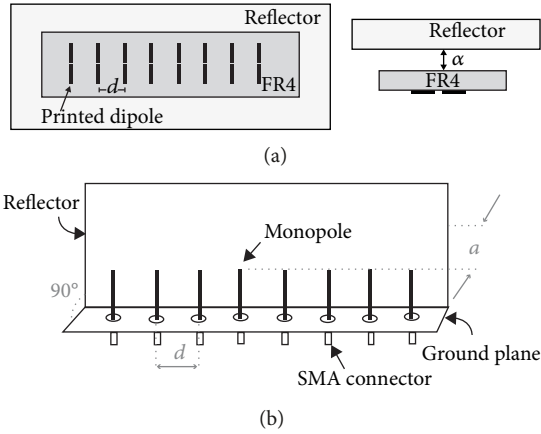 Reflector
d
FR4
Printed dipole
Reflector
α
FR4
(a)
Reflector
Monopole
a
90°
d
Ground plane
SMA connector
(b)